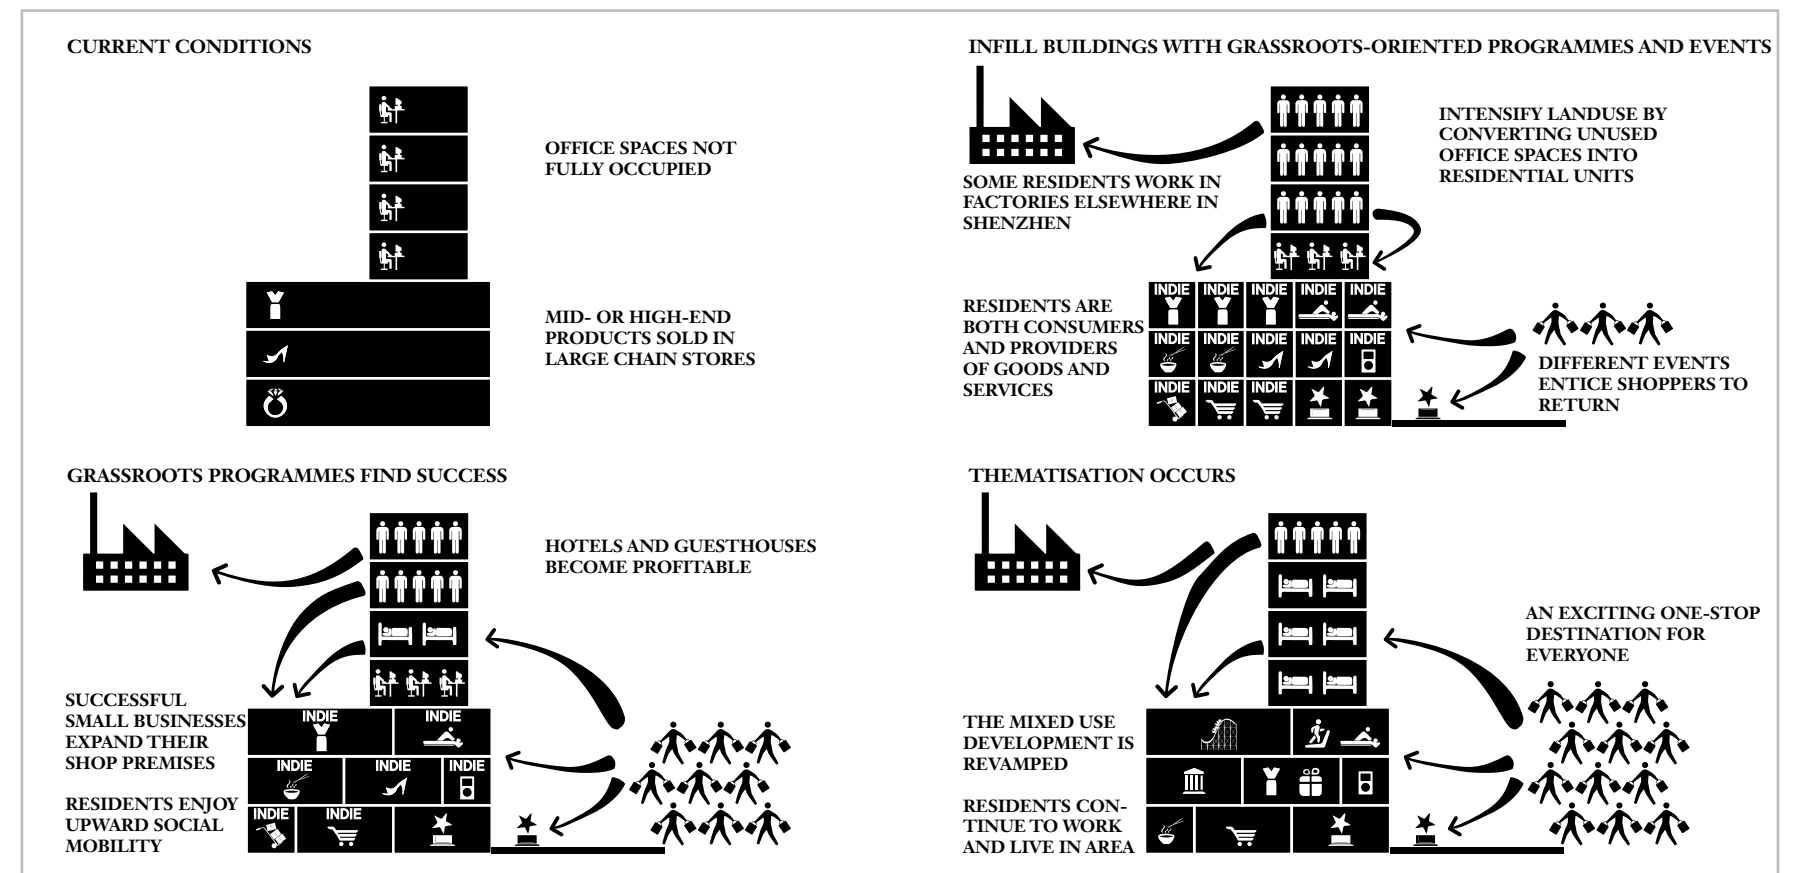 CURRENT CONDITIONS
OFFICE SPACES NOT
FULLY OCCUPIED
MID- OR HIGH-END
PRODUCTS SOLD IN
LARGE CHAIN STORES
INFILL BUILDINGS WITH GRASSROOTS-ORIENTED PROGRAMMES AND EVENTS
INTENSIFY LANDUSE BY
CONVERTING UNUSED
OFFICE SPACES INTO
RESIDENTIAL UNITS
SOME RESIDENTS WORK IN
FACTORIES ELSEWHERE IN
SHENZHEN
RESIDENTS ARE
BOTH CONSUMERS
AND PROVIDERS
OF GOODS AND
SERVICES
INDIE INDIE INDIE INDIE INDIE
INDIE INDIE INDIE INDIE INDIE
INDIE INDIE INDIE
DIFFERENT EVENTS
ENTICE SHOPPERS TO
RETURN
GRASSROOTS PROGRAMMES FIND SUCCESS
HOTELS AND GUESTHOUSES
BECOME PROFITABLE
SUCCESSFUL
SMALL BUSINESSES
EXPAND THEIR
SHOP PREMISES
RESIDENTS ENJOY
UPWARD SOCIAL
MOBILITY
INDIE INDIE
INDIE INDIE INDIE
INDIE INDIE
THEMATISATION OCCURS
AN EXCITING ONE-STOP
DESTINATION FOR
EVERYONE
THE MIXED USE
DEVELOPMENT IS
REVAMPED
RESIDENTS CON-
TINUE TO WORK
AND LIVE IN AREA